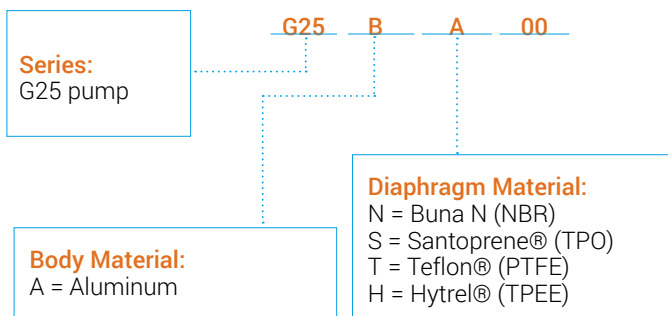 G25 B A 00
Series:
G25 pump
Diaphragm Material:
N = Buna N (NBR)
S = Santoprene® (TPO)
T = Teflon® (PTFE)
H = Hytrel® (TPEE)
Body Material:
A = Aluminum